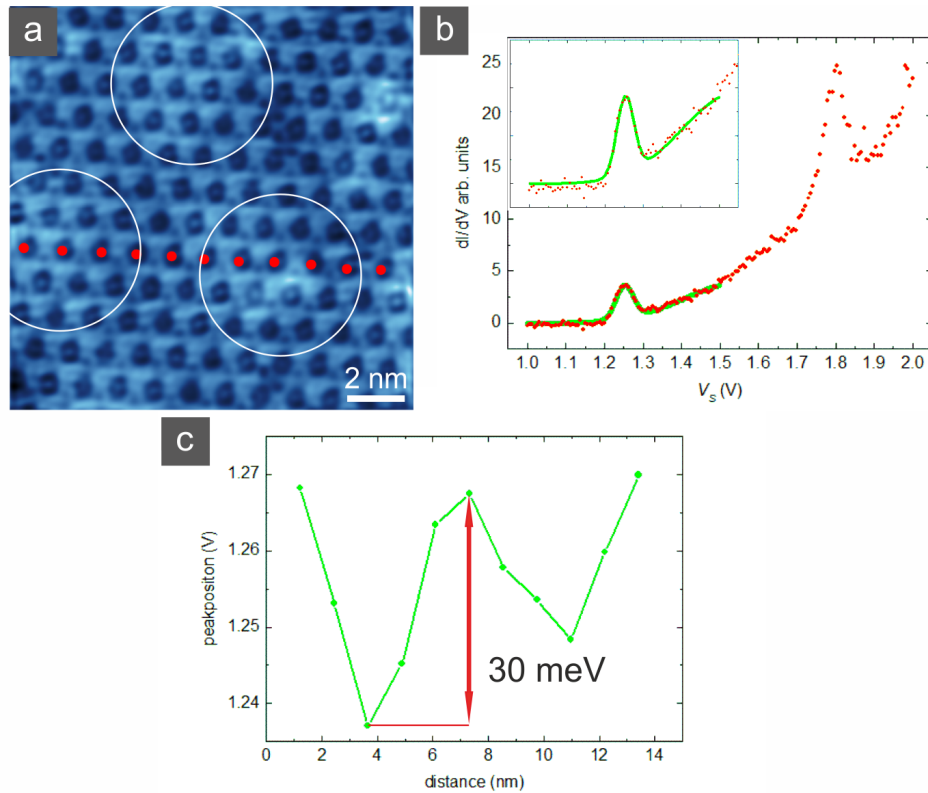 a
2 nm
b
dI/dV arb. units
25
20
15
10
5
0
1.0 1.1 1.2 1.3 1.4 1.5 1.6 1.7 1.8 1.9 2.0
Vs (V)
c
peakpositon (V)
1.27
1.26
1.25
1.24
30 meV
0 2 4 6 8 10 12 14
distance (nm)